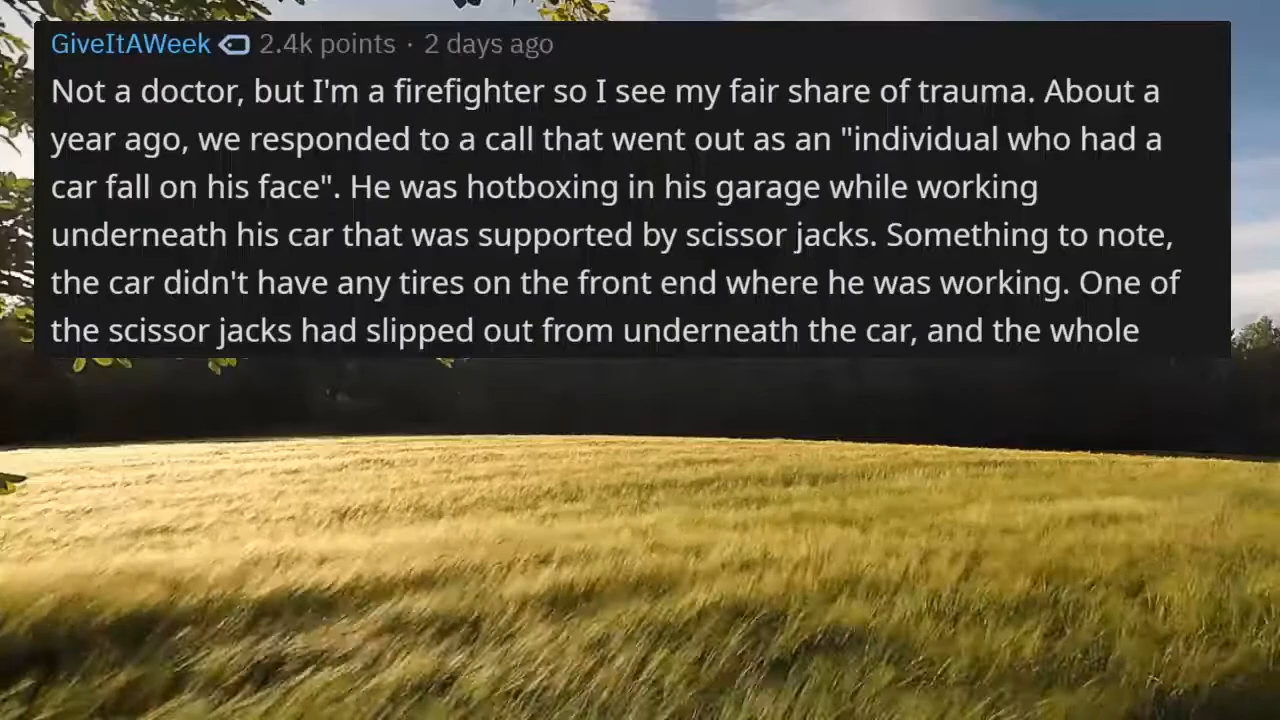 GiveItAWeek 2.4k points · 2 days ago
Not a doctor, but I'm a firefighter so I see my fair share of trauma. About a
year ago, we responded to a call that went out as an "individual who had a
car fall on his face". He was hotboxing in his garage while working
underneath his car that was supported by scissor jacks. Something to note,
the car didn't have any tires on the front end where he was working. One of
the scissor jacks had slipped out from underneath the car, and the whole